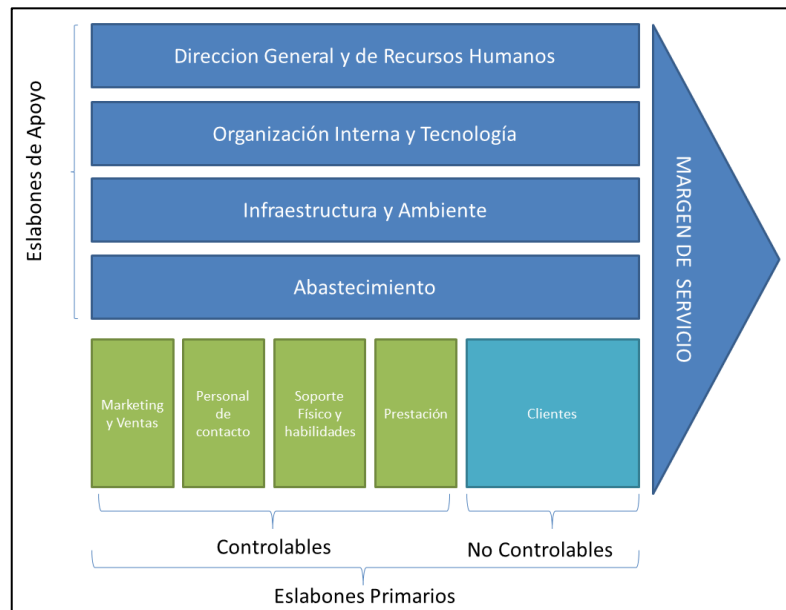 Eslabones de Apoyo
Direccion General y de Recursos Humanos
Organización Interna y Tecnología
Infraestructura y Ambiente
Abastecimiento
MARGEN DE SERVICIO
Marketing
y Ventas
Personal
de
contacto
Soporte
Físico y
habilidades
Prestación
Clientes
Controlables
No Controlables
Eslabones Primarios